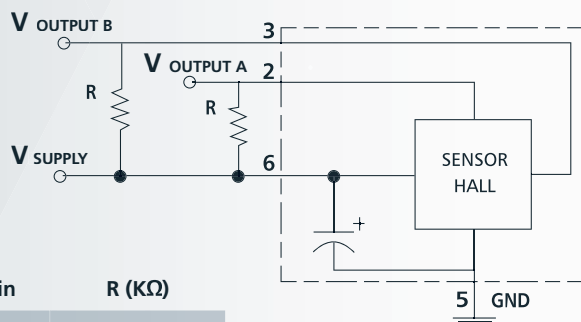 V OUTPUT B
3
V OUTPUT A
2
R
R
V SUPPLY
6
SENSOR
HALL
+
in
R (KΩ)
5 GND